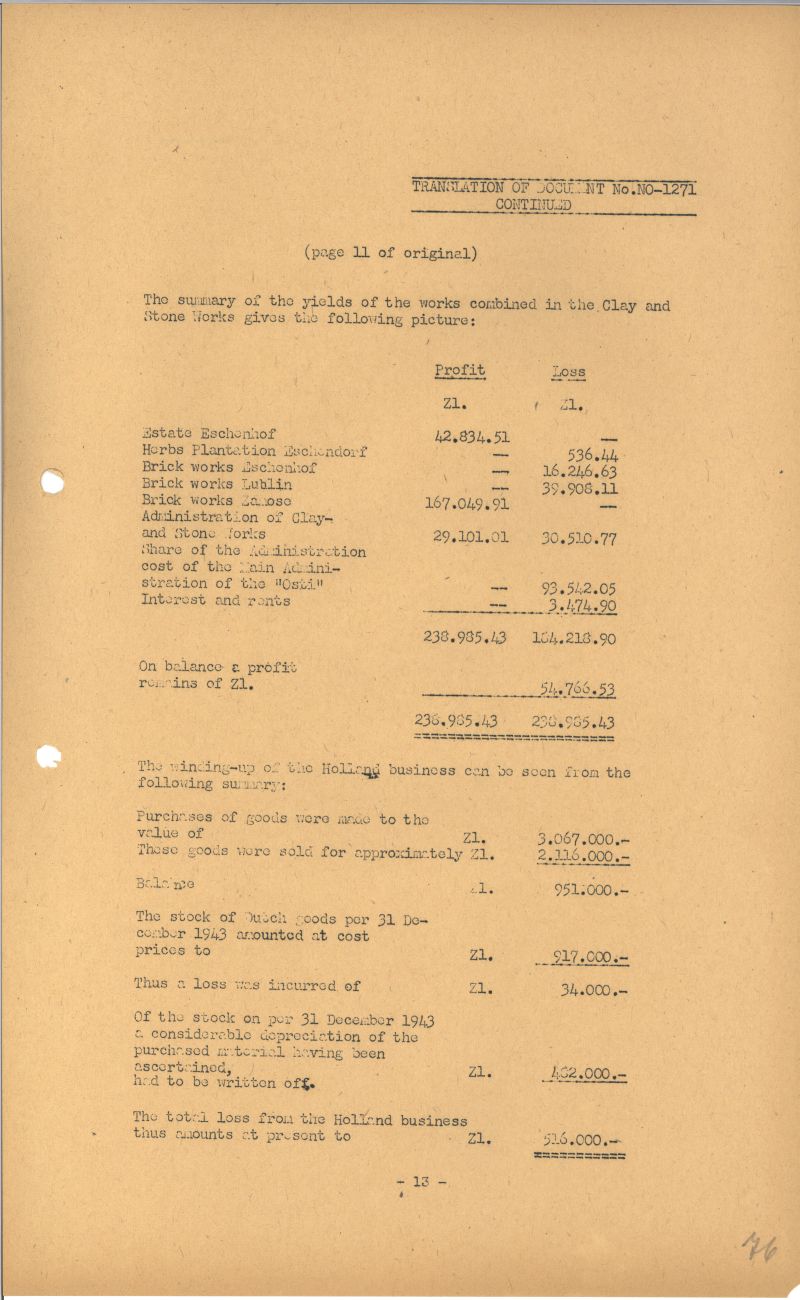 TRANSLATION OF DOCUMENT No.NO-1271
CONTINUED
(page 11 of original)
The summary of the yields of the works combined in the Clay and
Stone Works gives the following picture:
Profit Loss
Zl. Zl.
Estate Eschenhof 42.834.51 —
Herbs Plantation Eschendorf — 536.44
Brick works Eschenhof — 16.246.63
Brick works Lublin — 39.908.11
Brick works Zamosc 167.049.91 —
Administration of Clay-
and Stone Works 29.101.01 30.510.77
Share of the Administration
cost of the Main Admini-
stration of the "Osti" — 93.542.05
Interest and rents — 3.474.90
238.985.43 184.218.90
On balance a profit
remains of Zl. 54.766.53
238.985.43 238.985.43
The winding-up of the Holland business can be seen from the
following summary:
Purchases of goods were made to the
value of Zl. 3.067.000.-
These goods were sold for approximately Zl. 2.116.000.-
Balance Zl. 951.000.-
The stock of Dutch goods per 31 De-
cember 1943 amounted at cost
prices to Zl. 917.000.-
Thus a loss was incurred of Zl. 34.000.-
Of the stock on per 31 December 1943
a considerable depreciation of the
purchased material having been
ascertained, Zl. 482.000.-
had to be written off.
The total loss from the Holland business
thus amounts at present to Zl. 516.000.-
- 13 -
76